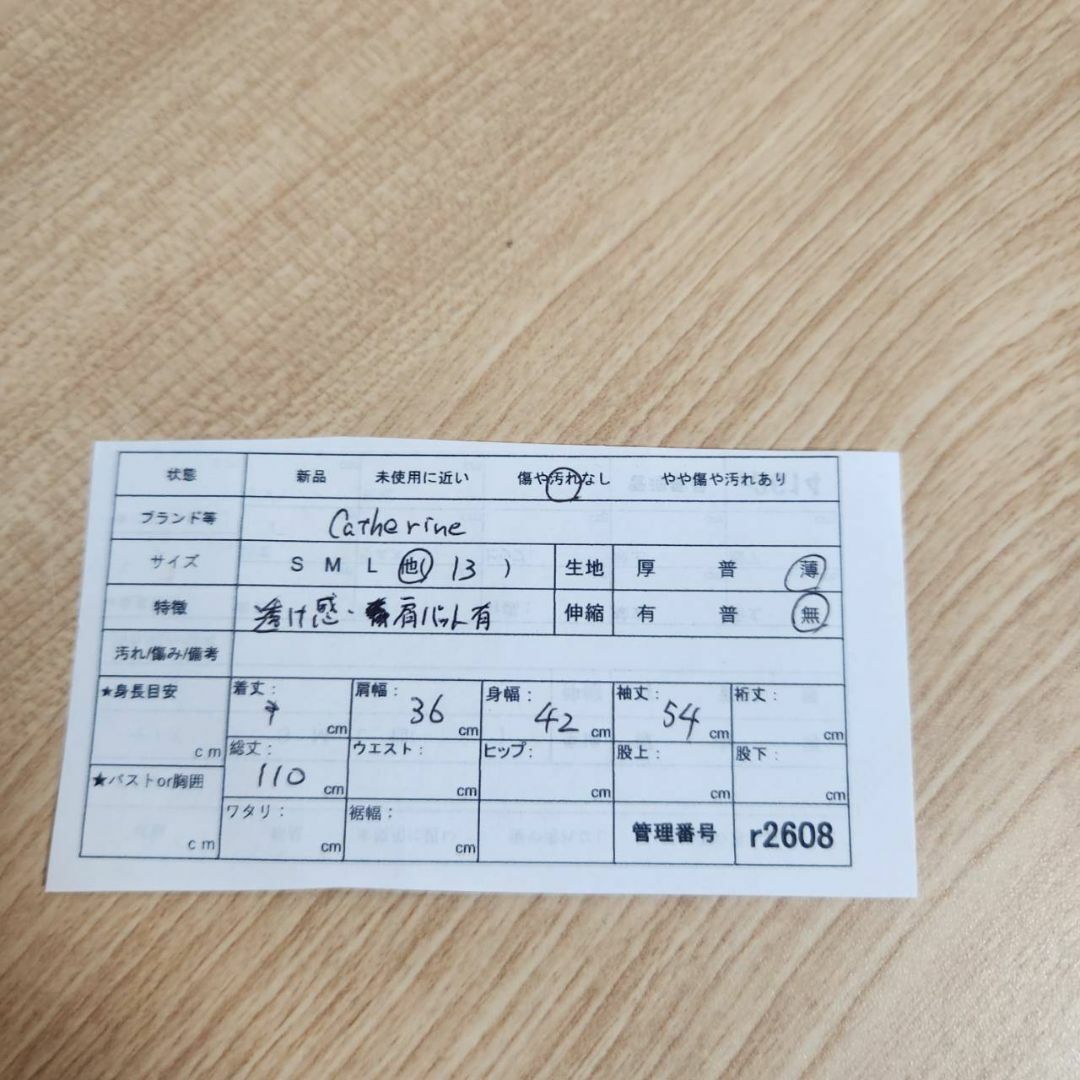 状態 新品 未使用に近い 傷や汚れなし やや傷や汚れあり
ブランド等 Catherine
サイズ S M L 他( 13 ) 生地 厚 普 薄
特徴 透け感・肩パット有 伸縮 有 普 無
汚れ/傷み/備考
★身長目安 cm 着丈: cm 肩幅: 36 cm 身幅: 42 cm 袖丈: 54 cm 裄丈: cm
★バストor胸囲 cm 総丈: 110 cm ウエスト: cm ヒップ: cm 股上: cm 股下: cm
ワタリ: cm 裾幅: cm 管理番号 r2608